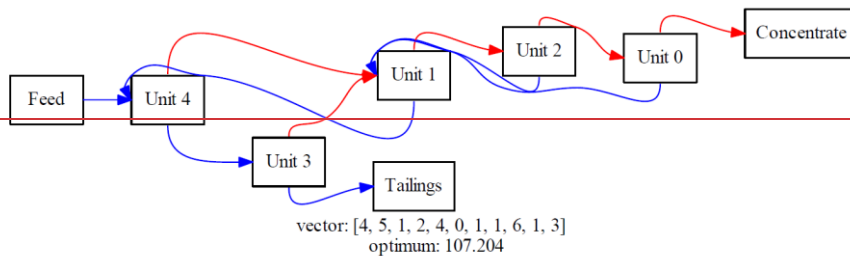 Concentrate
Unit 2
Unit 0
Unit 1
Feed
Unit 4
Unit 3
Tailings
vector: [4, 5, 1, 2, 4, 0, 1, 1, 6, 1, 3]
optimum: 107.204